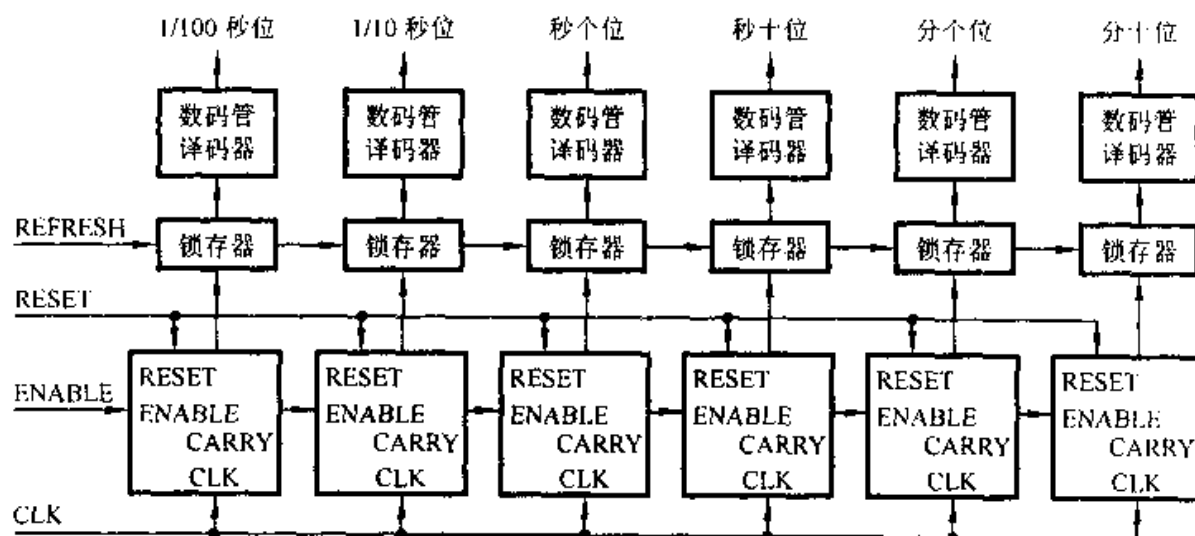 1/100 秒位 1/10 秒位 秒个位 秒十位 分个位 分十位
数码管 数码管 数码管 数码管 数码管 数码管
译码器 译码器 译码器 译码器 译码器 译码器
REFRESH 锁存器 锁存器 锁存器 锁存器 锁存器 锁存器
RESET
RESET RESET RESET RESET RESET RESET
ENABLE ENABLE ENABLE ENABLE ENABLE ENABLE ENABLE
CARRY CARRY CARRY CARRY CARRY CARRY
CLK CLK CLK CLK CLK CLK
CLK